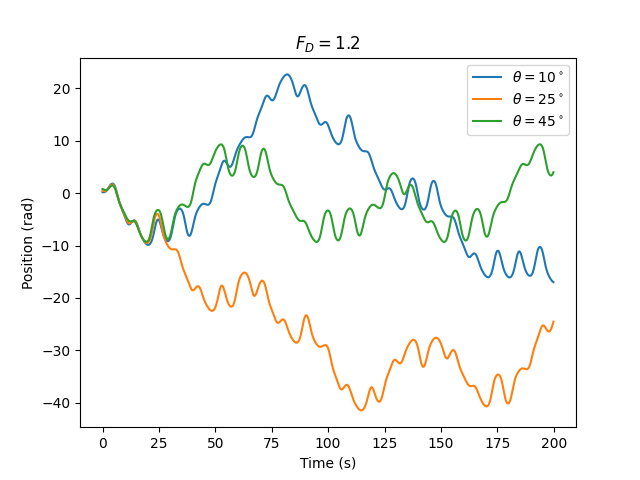 F_D = 1.2
θ = 10°
θ = 25°
θ = 45°
Position (rad)
20
10
0
−10
−20
−30
−40
0 25 50 75 100 125 150 175 200
Time (s)